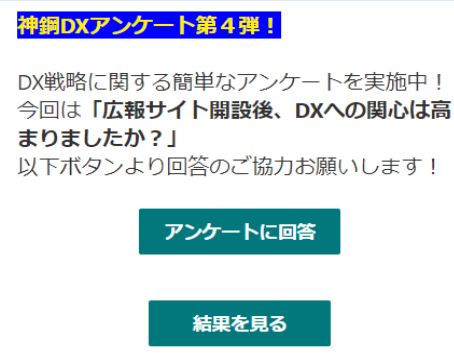 神鋼DXアンケート第４弾！
DX戦略に関する簡単なアンケートを実施中！
今回は「広報サイト開設後、DXへの関心は高
まりましたか？」
以下ボタンより回答のご協力お願いします！
アンケートに回答
結果を見る